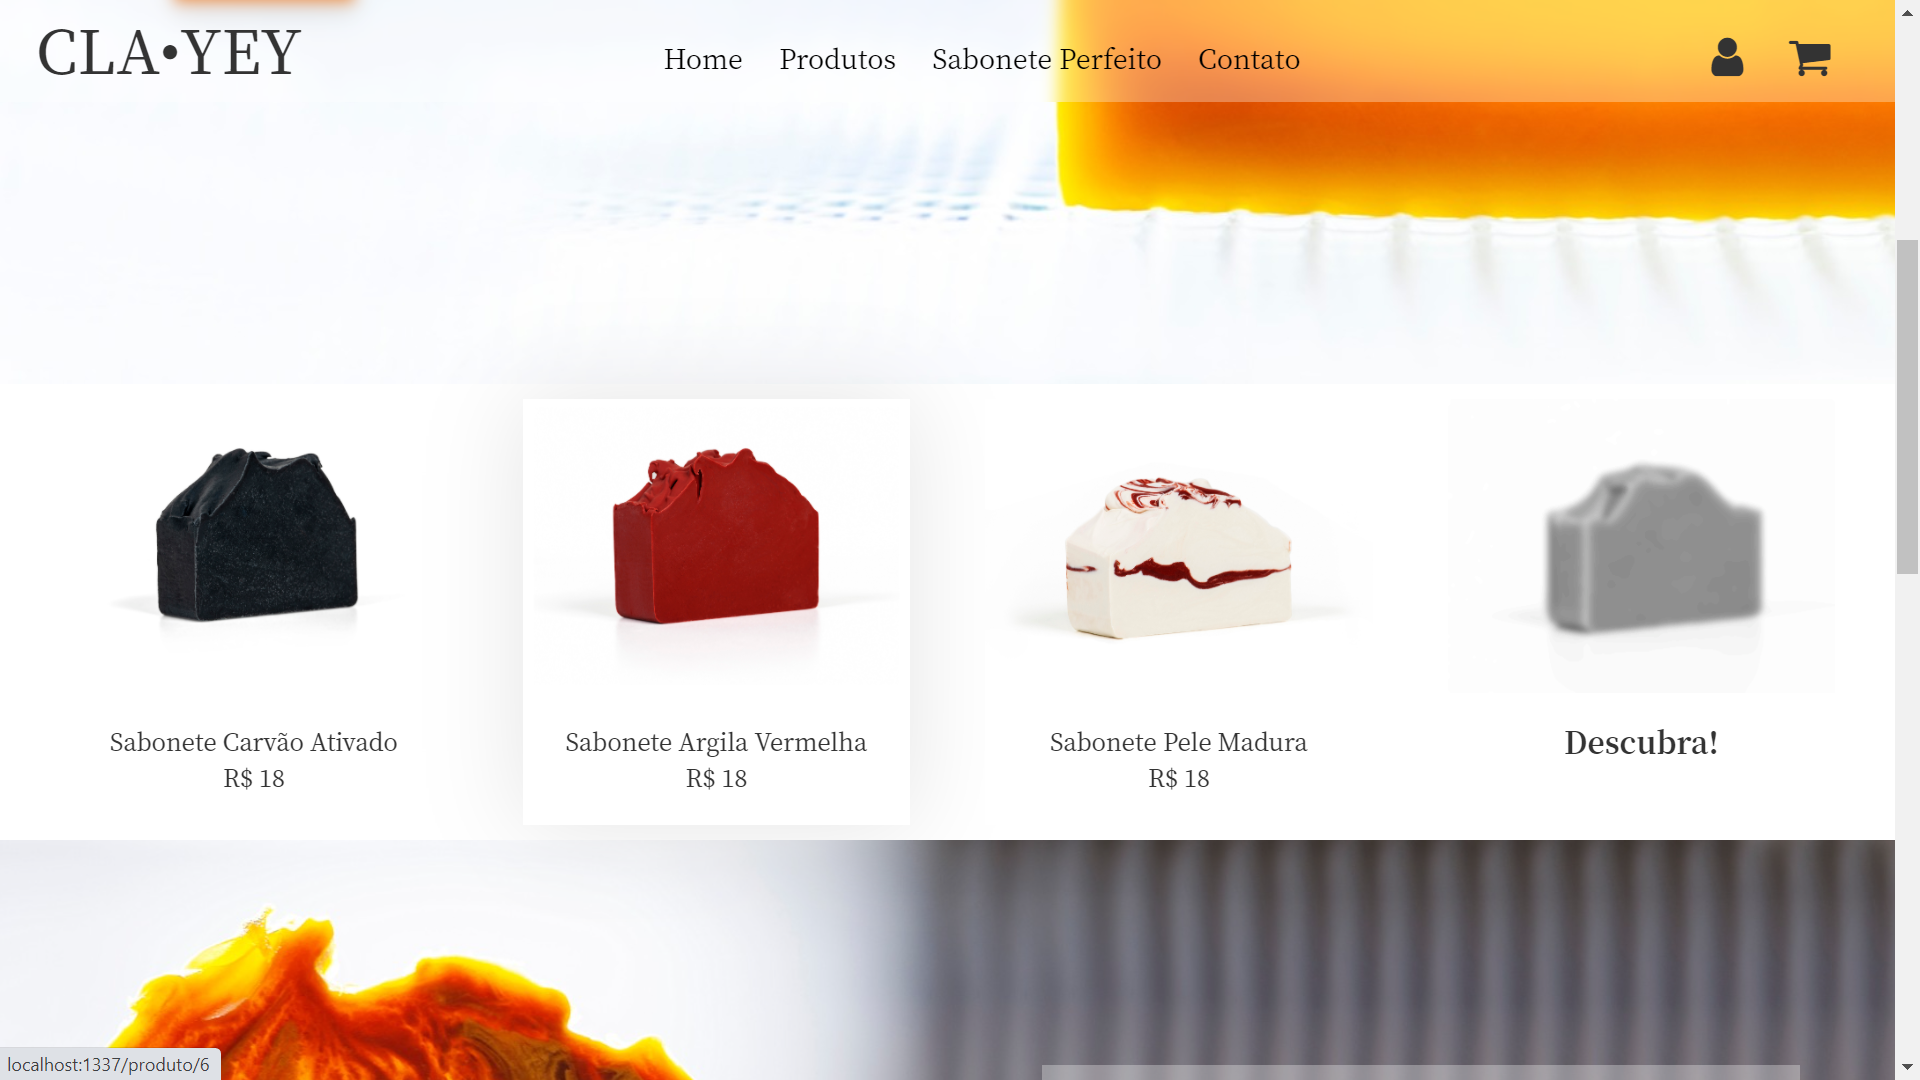 CLA•YEY
Home
Produtos
Sabonete Perfeito
Contato
Sabonete Carvão Ativado
R$ 18
Sabonete Argila Vermelha
R$ 18
Sabonete Pele Madura
R$ 18
Descubra!
localhost:1337/produto/6